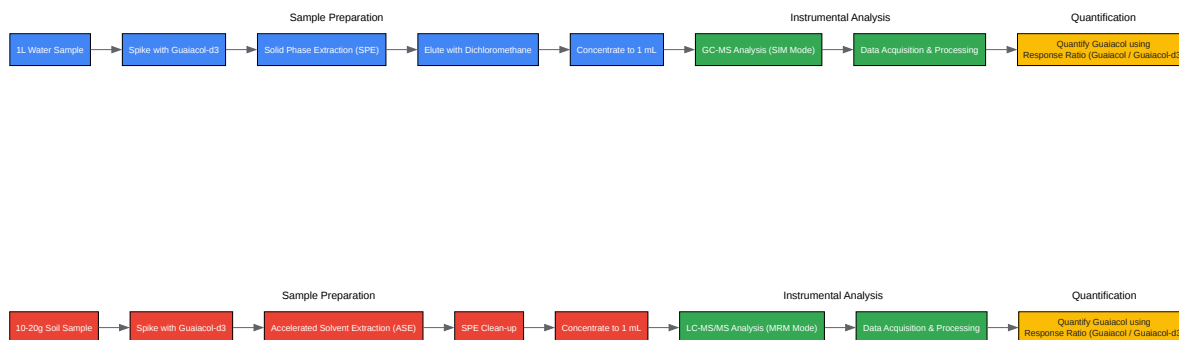 Sample Preparation
Instrumental Analysis
Quantification
1L Water Sample
Spike with Guaiacol-d3
Solid Phase Extraction (SPE)
Elute with Dichloromethane
Concentrate to 1 mL
GC-MS Analysis (SIM Mode)
Data Acquisition & Processing
Quantify Guaiacol using
Response Ratio (Guaiacol / Guaiacol-d3
Sample Preparation
Instrumental Analysis
Quantification
10-20g Soil Sample
Spike with Guaiacol-d3
Accelerated Solvent Extraction (ASE)
SPE Clean-up
Concentrate to 1 mL
LC-MS/MS Analysis (MRM Mode)
Data Acquisition & Processing
Quantify Guaiacol using
Response Ratio (Guaiacol / Guaiacol-d3